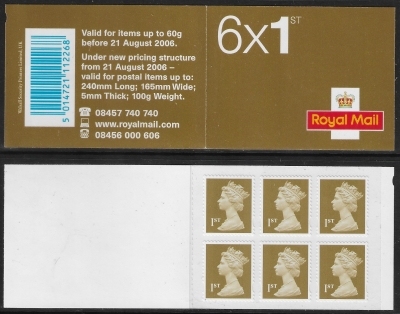 Valid for items up to 60g
before 21 August 2006.
Under new pricing structure
from 21 August 2006 –
valid for postal items up to:
240mm Long; 165mm Wide;
5mm Thick; 100g Weight.
08457 740 740
www.royalmail.com
08456 000 606
5 014721 112268
6x1ST
Royal Mail
1ST
1ST
1ST
1ST
1ST
1ST